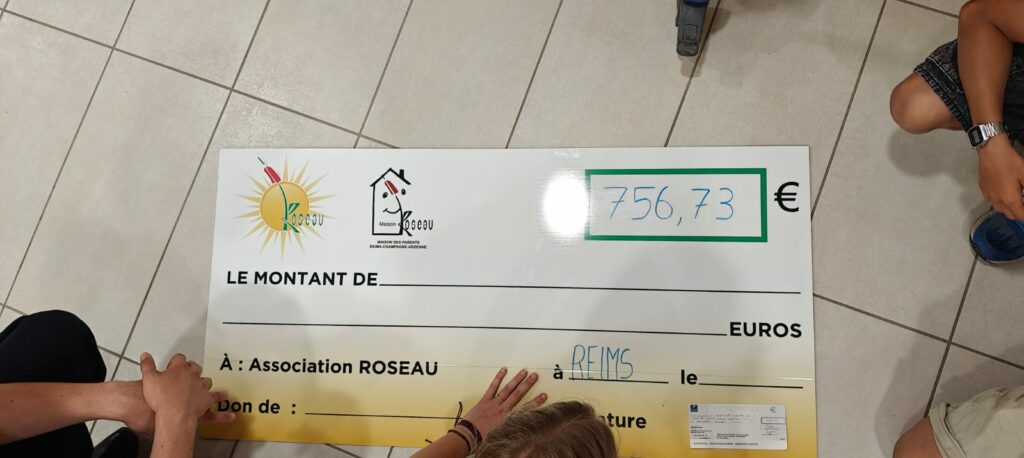 Roseau
Maison Roseau
MAISON DES PARENTS
REIMS-CHAMPAGNE-ARDENNE
756,73 €
LE MONTANT DE
EUROS
À : Association ROSEAU à REIMS le
Don de :